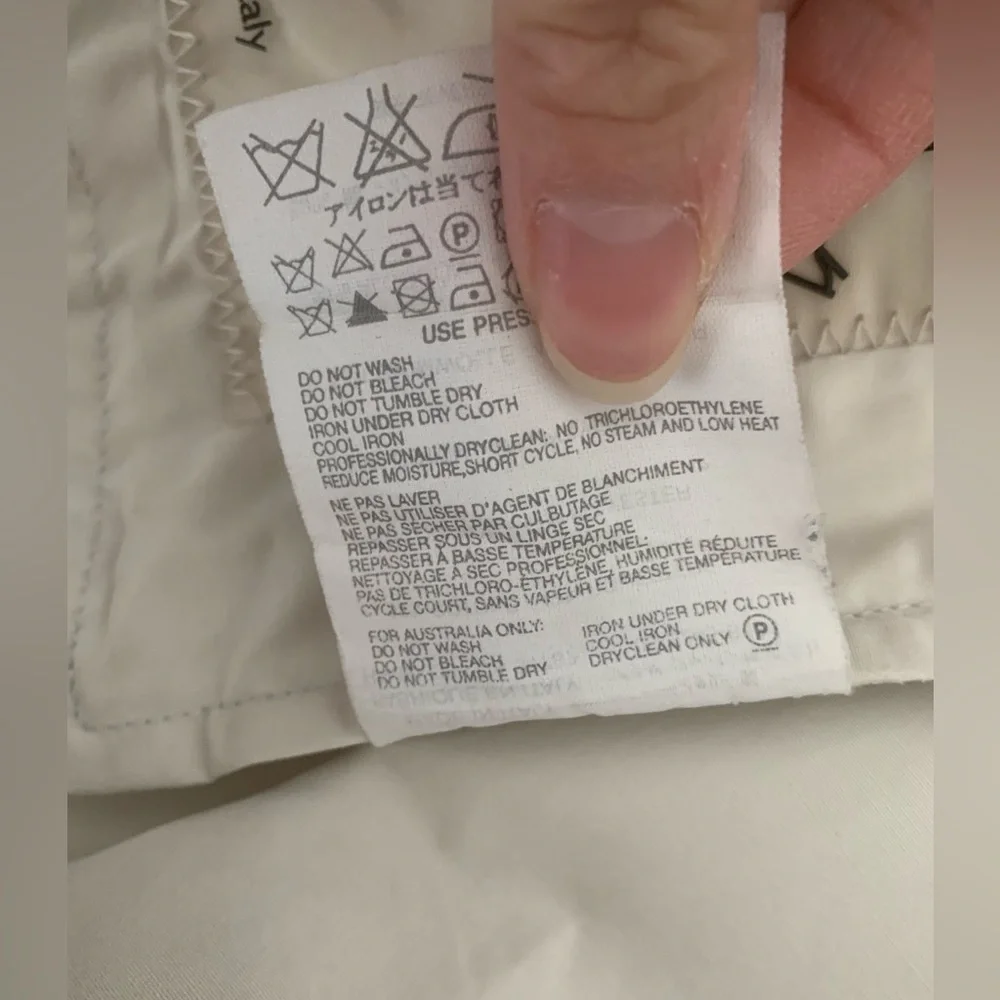 aly
アイロンは当て
P
USE PRES
DO NOT WASH
DO NOT BLEACH
DO NOT TUMBLE DRY
IRON UNDER DRY CLOTH
COOL IRON
PROFESSIONALLY DRYCLEAN: NO TRICHLOROETHYLENE
REDUCE MOISTURE,SHORT CYCLE, NO STEAM AND LOW HEAT
NE PAS LAVER
NE PAS UTILISER D'AGENT DE BLANCHIMENT
NE PAS SÉCHER PAR CULBUTAGE
REPASSER SOUS UN LINGE SEC
REPASSER À BASSE TEMPÉRATURE
NETTOYAGE À SEC PROFESSIONNEL:
PAS DE TRICHLORO-ÉTHYLÈNE, HUMIDITÉ RÉDUITE
CYCLE COURT, SANS VAPEUR ET BASSE TEMPÉRATURE
FOR AUSTRALIA ONLY:
DO NOT WASH
DO NOT BLEACH
DO NOT TUMBLE DRY
IRON UNDER DRY CLOTH
COOL IRON
DRYCLEAN ONLY P